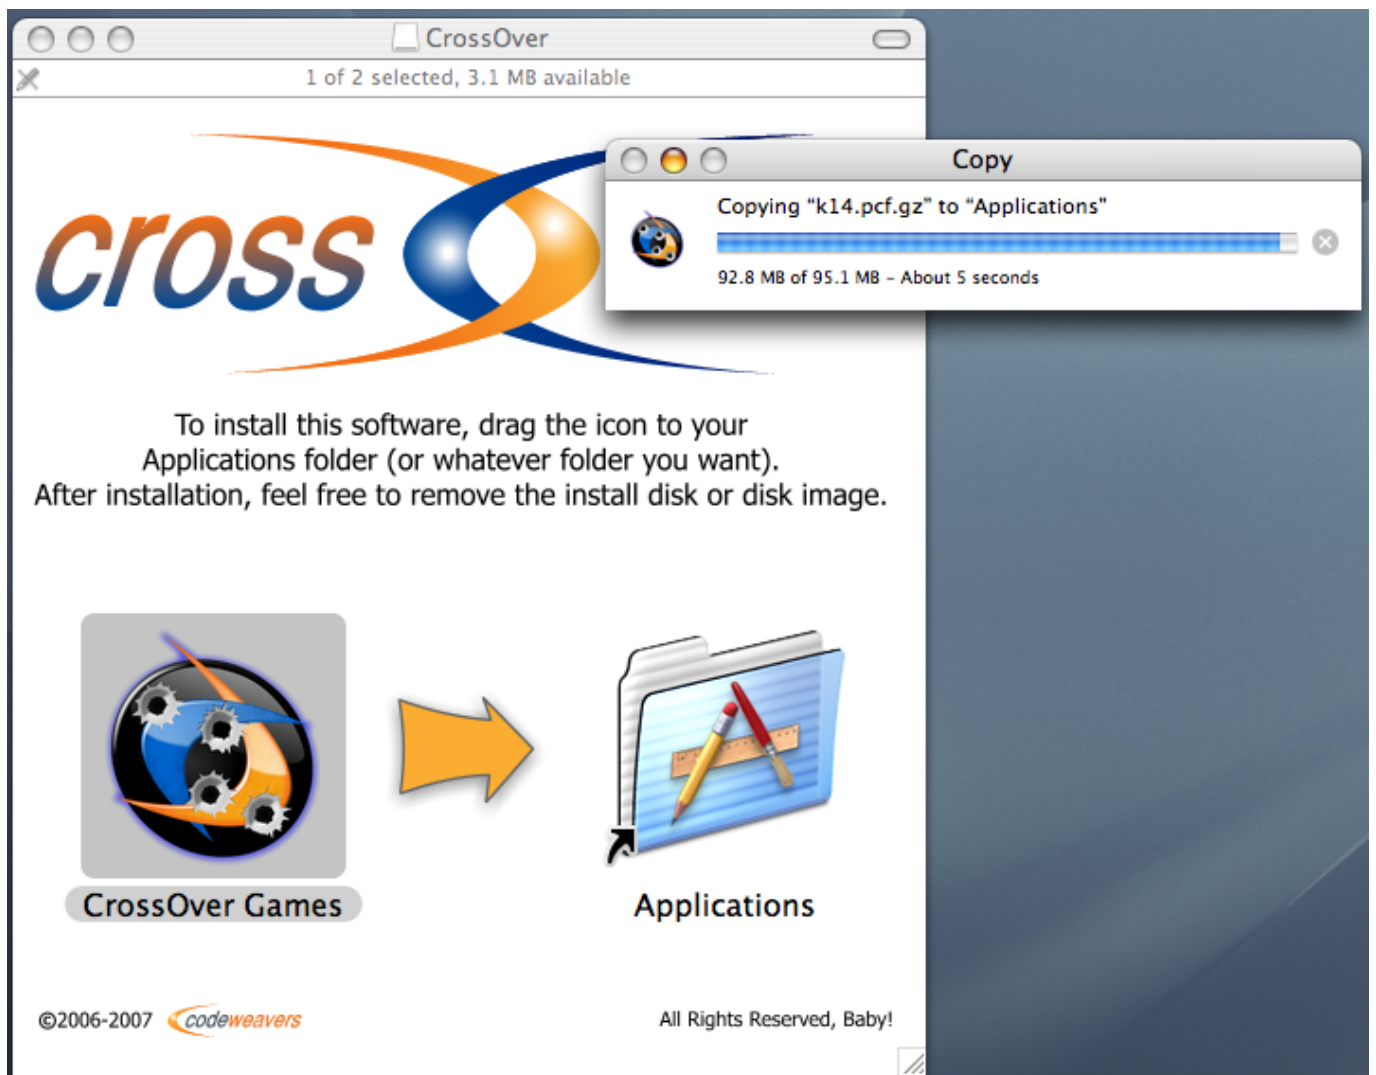 CrossOver
1 of 2 selected, 3.1 MB available
cross
Copy
Copying “k14.pcf.gz” to “Applications”
92.8 MB of 95.1 MB – About 5 seconds
To install this software, drag the icon to your
Applications folder (or whatever folder you want).
After installation, feel free to remove the install disk or disk image.
CrossOver Games
Applications
©2006-2007 codeweavers
All Rights Reserved, Baby!